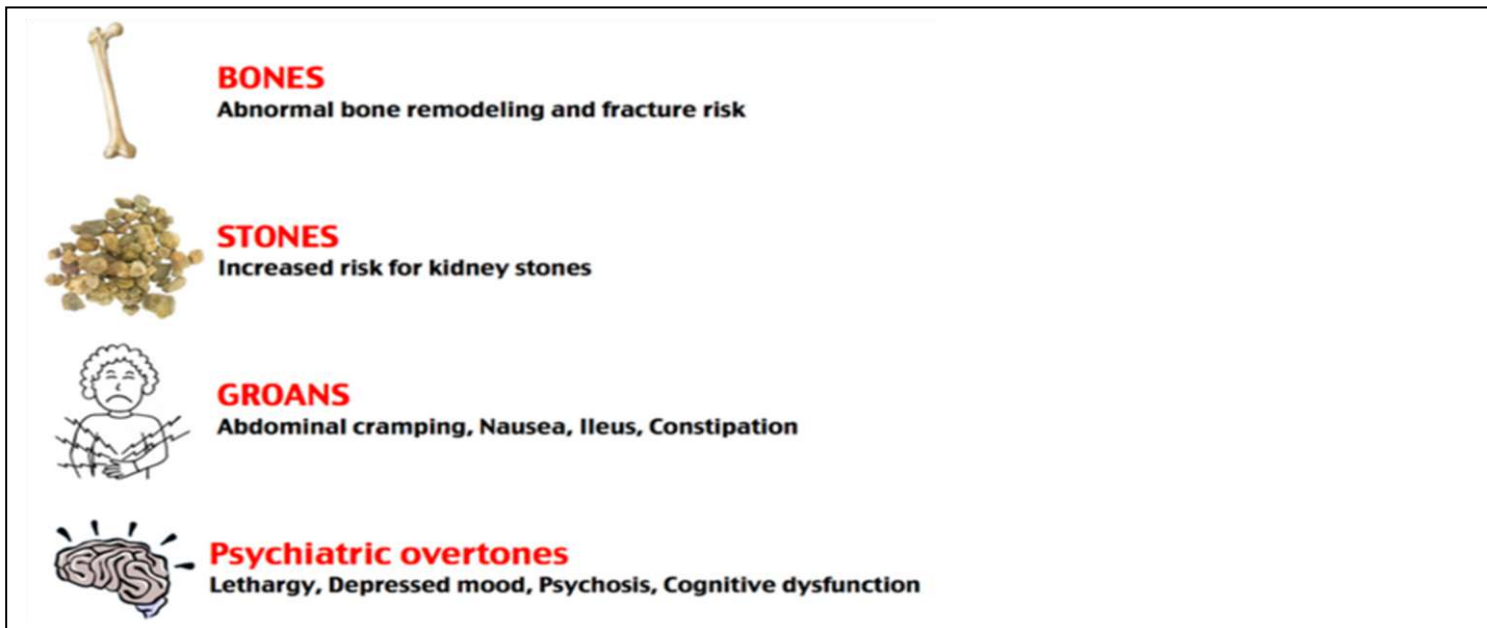 BONES
Abnormal bone remodeling and fracture risk
STONES
Increased risk for kidney stones
GROANS
Abdominal cramping, Nausea, Ileus, Constipation
Psychiatric overtones
Lethargy, Depressed mood, Psychosis, Cognitive dysfunction